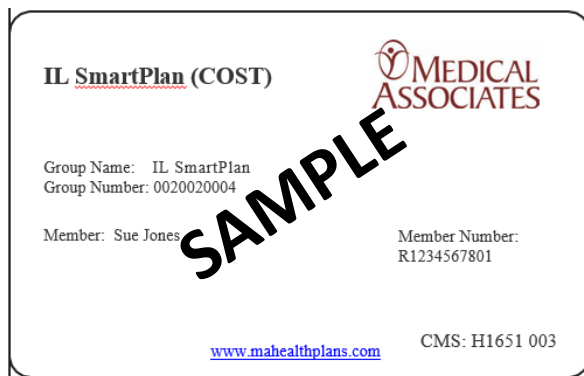 IL SmartPlan (COST)
MEDICAL
ASSOCIATES
Group Name: IL SmartPlan
Group Number: 0020020004
SAMPLE
Member: Sue Jones
Member Number:
R1234567801
www.mahealthplans.com
CMS: H1651 003